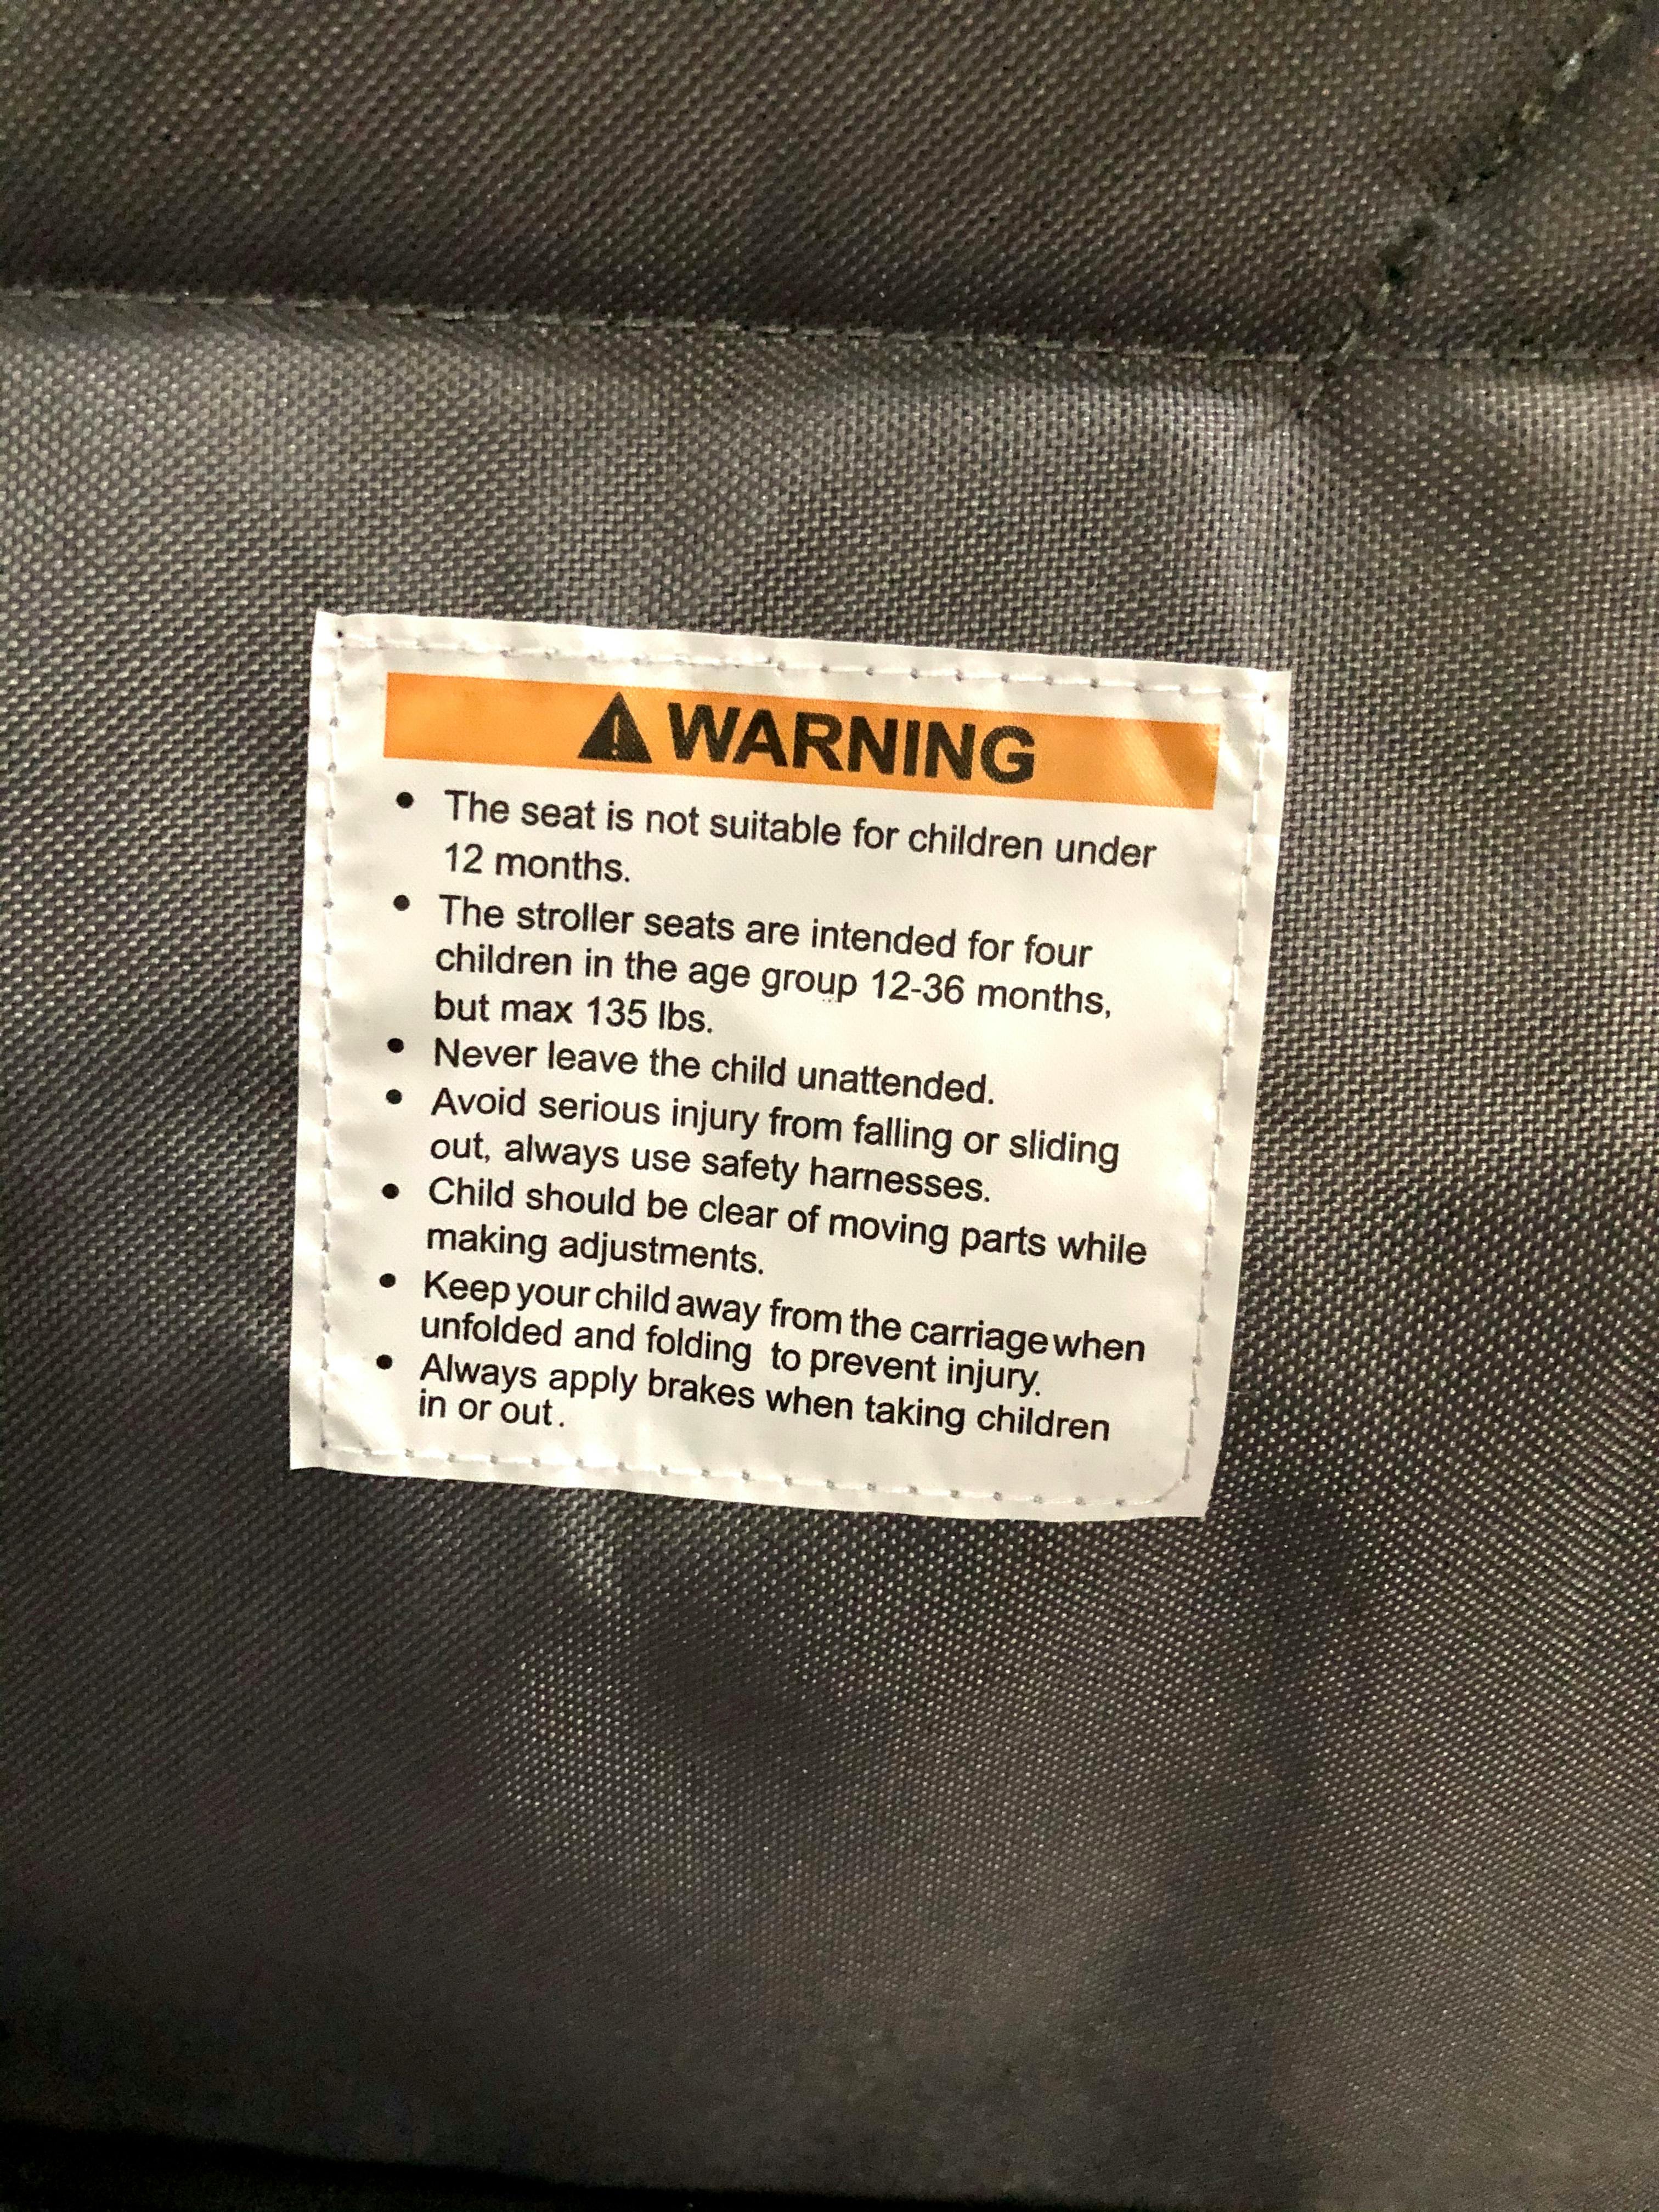 WARNING
• The seat is not suitable for children under
12 months.
• The stroller seats are intended for four
children in the age group 12-36 months,
but max 135 lbs.
• Never leave the child unattended.
• Avoid serious injury from falling or sliding
out, always use safety harnesses.
• Child should be clear of moving parts while
making adjustments.
• Keep your child away from the carriage when
unfolded and folding to prevent injury.
• Always apply brakes when taking children
in or out.